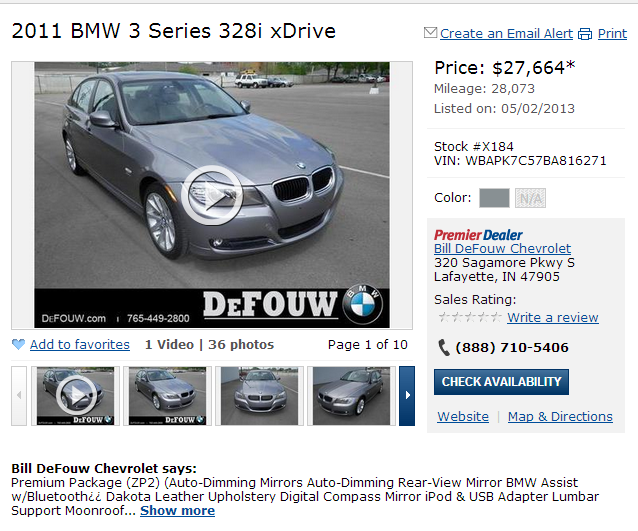 2011 BMW 3 Series 328i xDrive
Create an Email Alert
Print
Price: $27,664*
Mileage: 28,073
Listed on: 05/02/2013
Stock #X184
VIN: WBAPK7C57BA816271
Color:
N/A
DeFOUW.com | 765-449-2800
DeFOUW
BMW
Premier Dealer
Bill DeFouw Chevrolet
320 Sagamore Pkwy S
Lafayette, IN 47905
Sales Rating:
Write a review
(888) 710-5406
CHECK AVAILABILITY
Website | Map & Directions
Add to favorites
1 Video | 36 photos
Page 1 of 10
DeFOUW
DeFOUW
Bill DeFouw Chevrolet says:
Premium Package (ZP2) (Auto-Dimming Mirrors Auto-Dimming Rear-View Mirror BMW Assist
w/Bluetooth¿¿ Dakota Leather Upholstery Digital Compass Mirror iPod & USB Adapter Lumbar
Support Moonroof... Show more